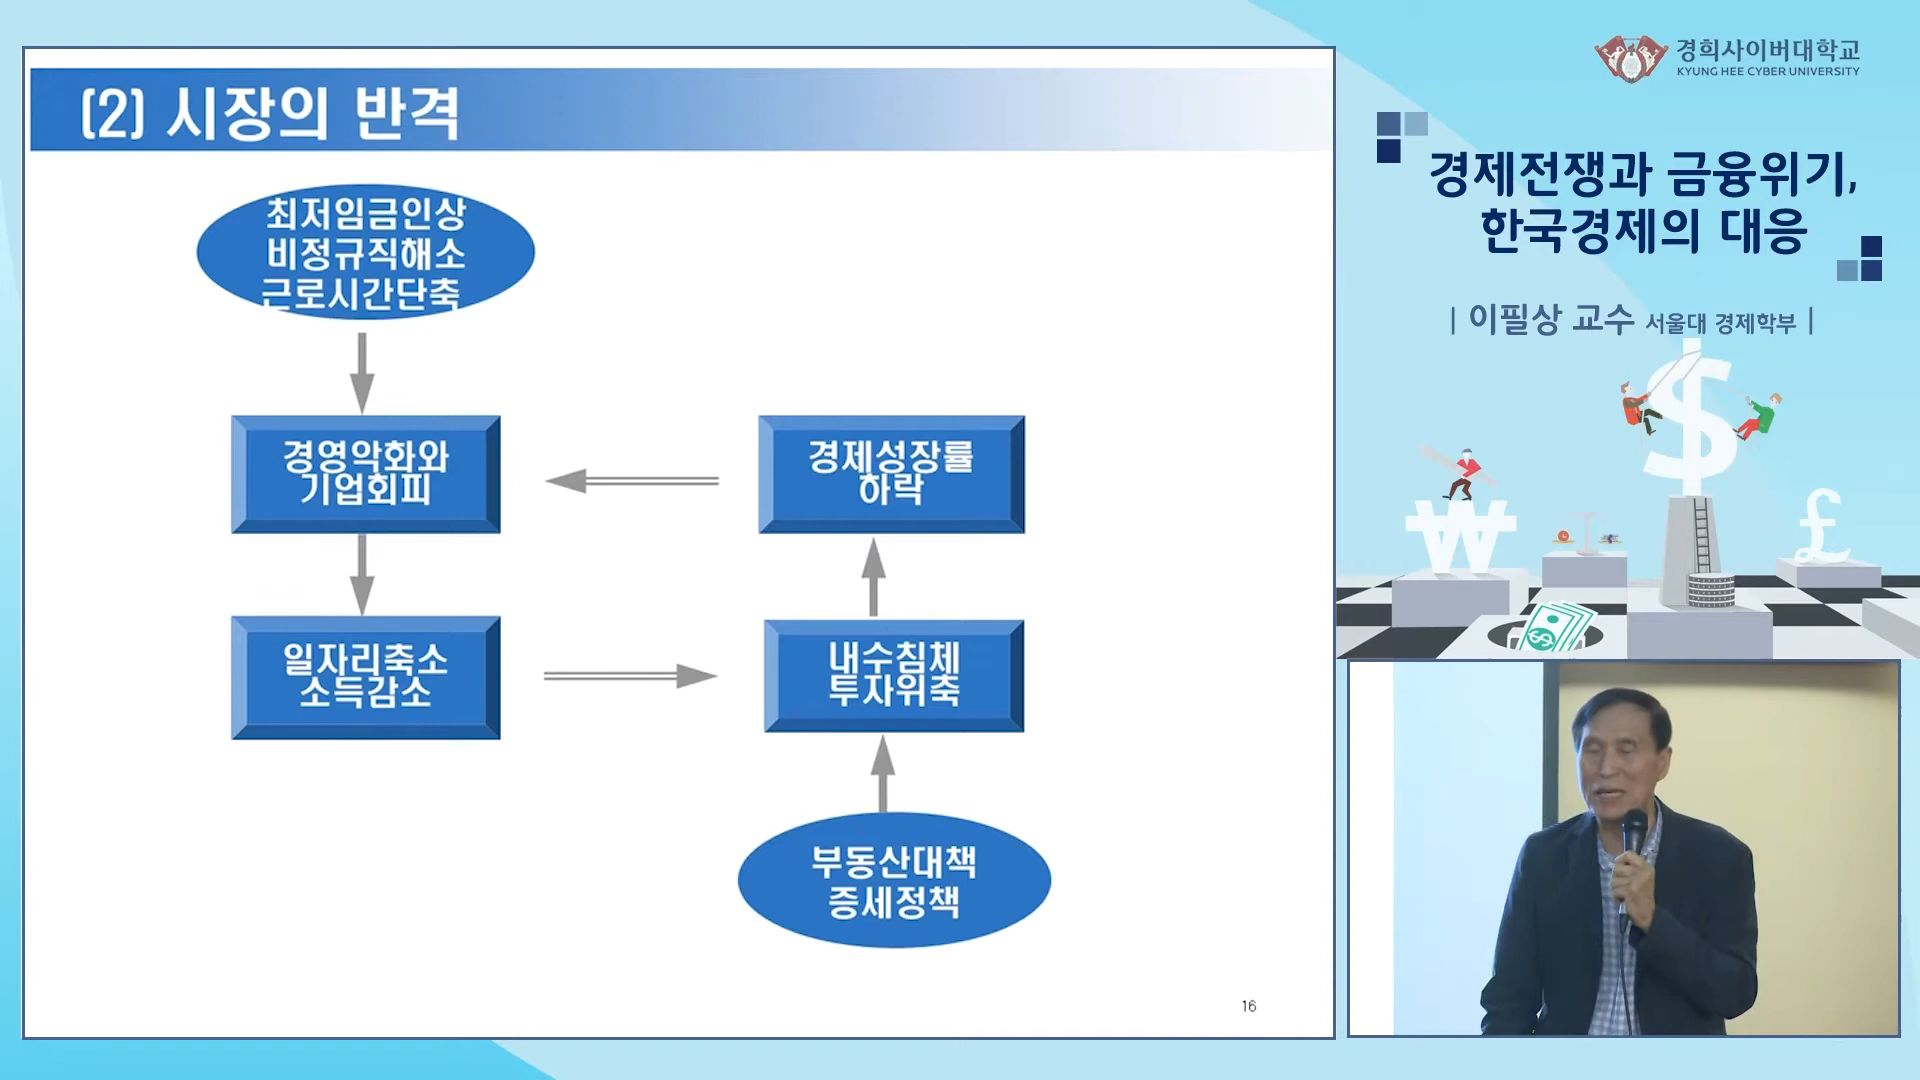 (2) 시장의 반격
최저임금인상
비정규직해소
근로시간단축
경영악화와
기업회피
경제성장률
하락
일자리축소
소득감소
내수침체
투자위축
부동산대책
증세정책
16
경희사이버대학교
KYUNG HEE CYBER UNIVERSITY
경제전쟁과 금융위기,
한국경제의 대응
| 이필상 교수 서울대 경제학부 |